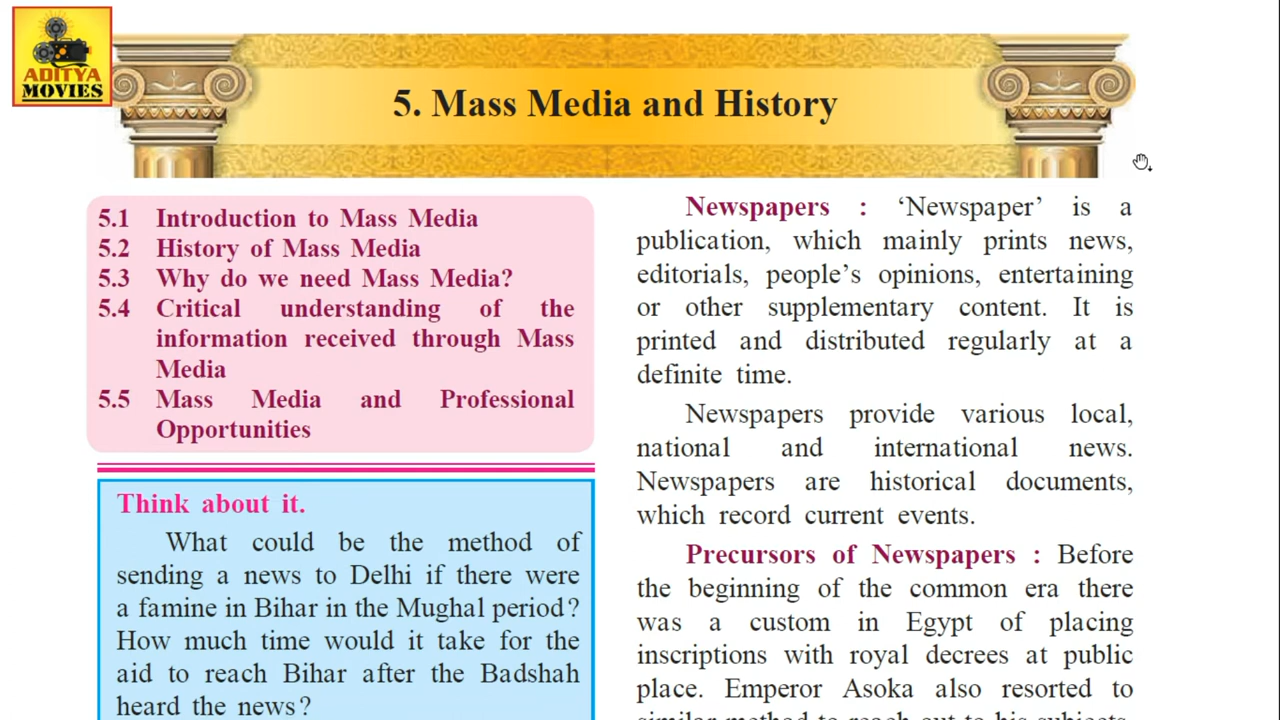 ADITYA
MOVIES
5. Mass Media and History
5.1 Introduction to Mass Media
5.2 History of Mass Media
5.3 Why do we need Mass Media?
5.4 Critical understanding of the
information received through Mass
Media
5.5 Mass Media and Professional
Opportunities
Think about it.
What could be the method of
sending a news to Delhi if there were
a famine in Bihar in the Mughal period?
How much time would it take for the
aid to reach Bihar after the Badshah
heard the news?
Newspapers : ‘Newspaper’ is a
publication, which mainly prints news,
editorials, people’s opinions, entertaining
or other supplementary content. It is
printed and distributed regularly at a
definite time.
Newspapers provide various local,
national and international news.
Newspapers are historical documents,
which record current events.
Precursors of Newspapers : Before
the beginning of the common era there
was a custom in Egypt of placing
inscriptions with royal decrees at public
place. Emperor Asoka also resorted to
similar method to reach out to his subjects.